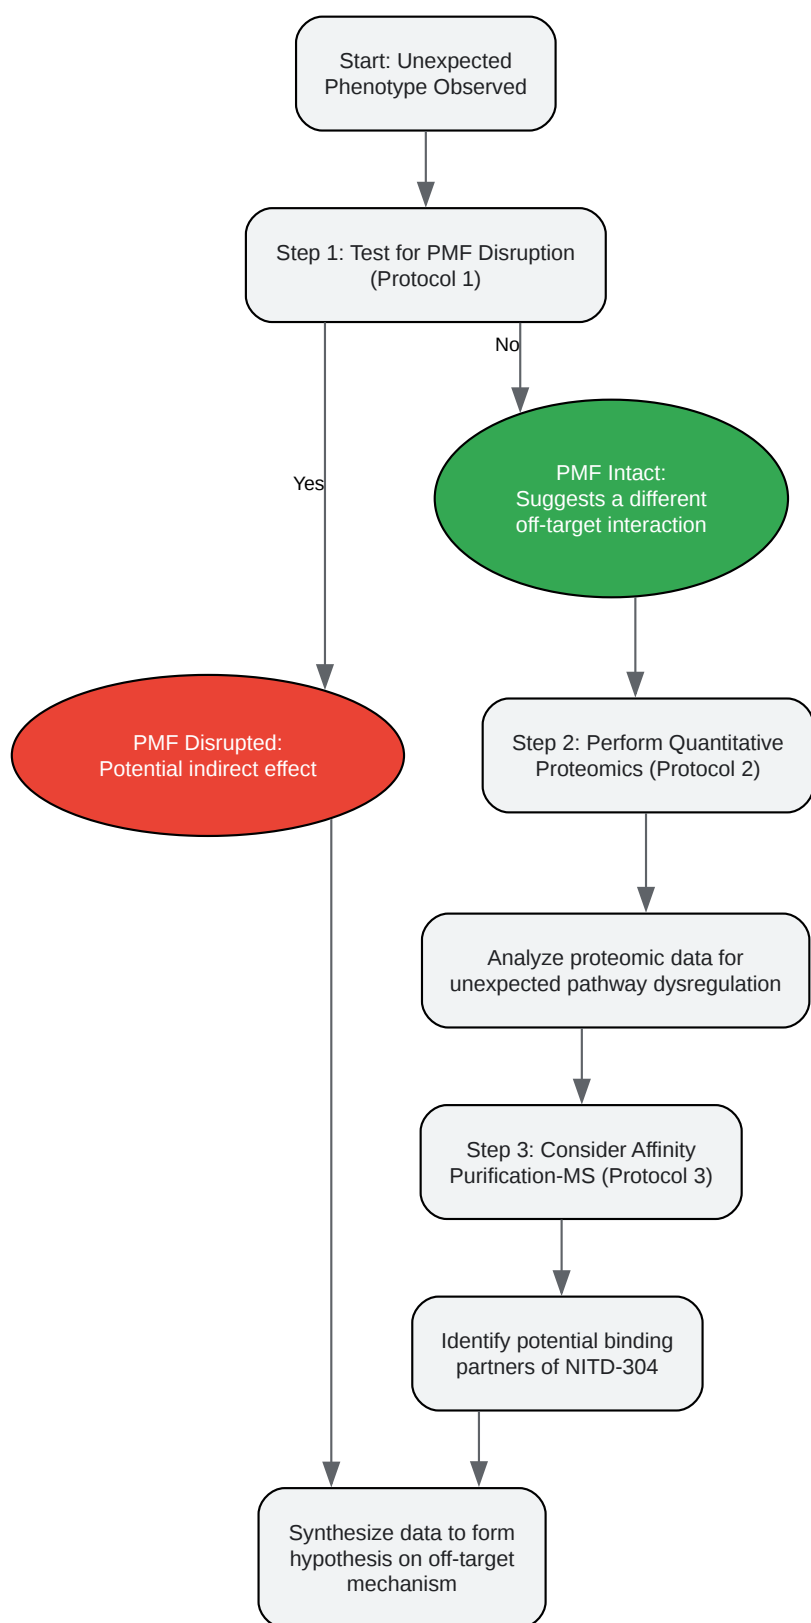 Start: Unexpected
Phenotype Observed
Step 1: Test for PMF Disruption
(Protocol 1)
No
Yes
PMF Intact:
Suggests a different
off-target interaction
PMF Disrupted:
Potential indirect effect
Step 2: Perform Quantitative
Proteomics (Protocol 2)
Analyze proteomic data for
unexpected pathway dysregulation
Step 3: Consider Affinity
Purification-MS (Protocol 3)
Identify potential binding
partners of NITD-304
Synthesize data to form
hypothesis on off-target
mechanism